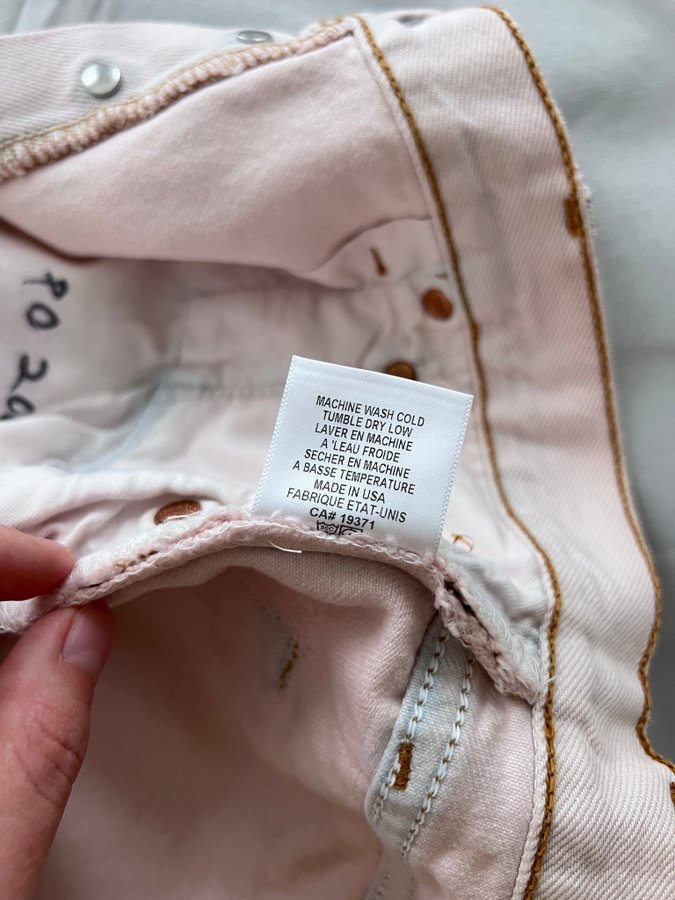 MACHINE WASH COLD
TUMBLE DRY LOW
LAVER EN MACHINE
A 'LEAU FROIDE
SECHER EN MACHINE
A BASSE TEMPERATURE
MADE IN USA
FABRIQUE ETAT-UNIS
CA# 19371